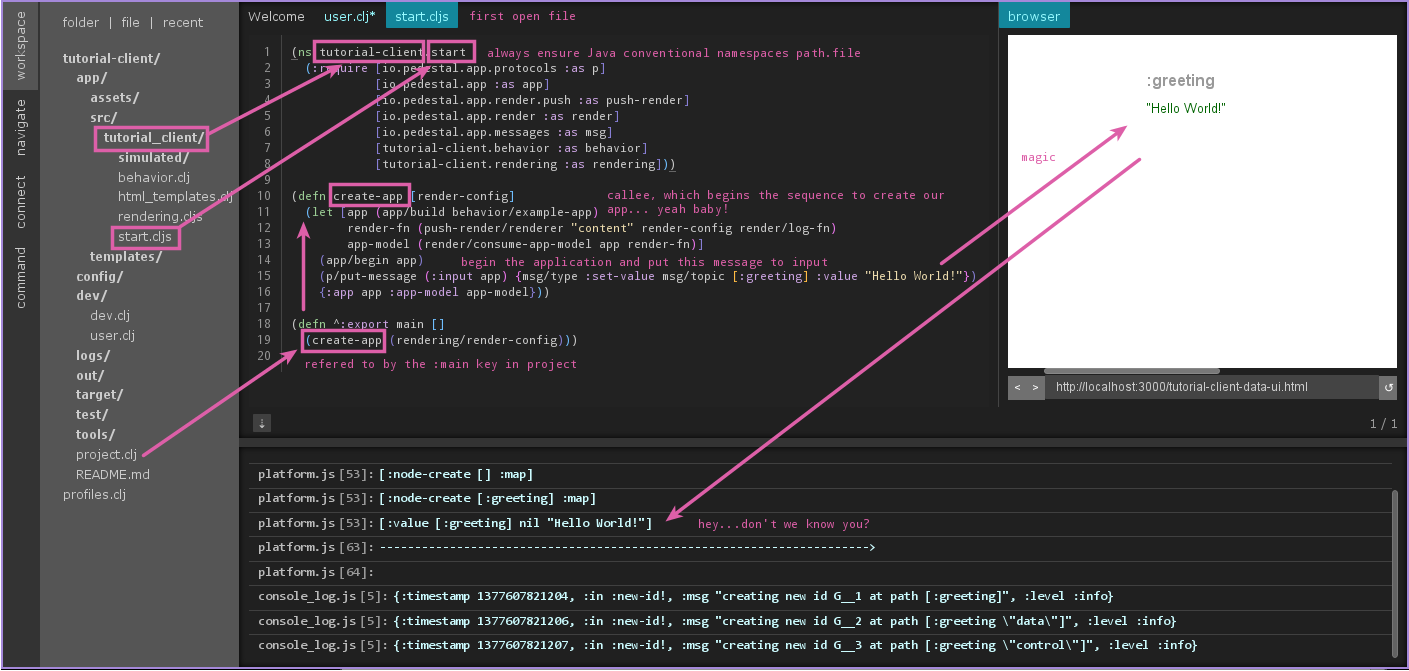 workspace
navigate
connect
command
folder | file | recent
tutorial-client/
app/
assets/
src/
tutorial_client/
simulated/
behavior.clj
html_templates.clj
rendering.cljs
start.cljs
templates/
config/
dev/
dev.clj
user.clj
logs/
out/
target/
test/
tools/
project.clj
README.md
profiles.clj
Welcome user.clj* start.cljs first open file
1 (ns tutorial-client.start always ensure Java conventional namespaces path.file
2 (:require [io.pedestal.app.protocols :as p]
3 [io.pedestal.app :as app]
4 [io.pedestal.app.render.push :as push-render]
5 [io.pedestal.app.render :as render]
6 [io.pedestal.app.messages :as msg]
7 [tutorial-client.behavior :as behavior]
8 [tutorial-client.rendering :as rendering]))
9
10 (defn create-app [render-config] callee, which begins the sequence to create our
11 (let [app (app/build behavior/example-app) app... yeah baby!
12 render-fn (push-render/renderer "content" render-config render/log-fn)
13 app-model (render/consume-app-model app render-fn)]
14 (app/begin app) begin the application and put this message to input
15 (p/put-message (:input app) {msg/type :set-value msg/topic [:greeting] :value "Hello World!"})
16 {:app app :app-model app-model}))
17
18 (defn ^:export main []
19 (create-app (rendering/render-config)))
20
refered to by the :main key in project
↓
browser
:greeting
"Hello World!"
magic
< > http://localhost:3000/tutorial-client-data-ui.html ↺
1 / 1
platform.js[53]: [:node-create [] :map]
platform.js[53]: [:node-create [:greeting] :map]
platform.js[53]: [:value [:greeting] nil "Hello World!"] hey...don't we know you?
platform.js[63]: ---------------------------------------------------------------------->
platform.js[64]:
console_log.js[5]: {:timestamp 1377607821204, :in :new-id!, :msg "creating new id G__1 at path [:greeting]", :level :info}
console_log.js[5]: {:timestamp 1377607821206, :in :new-id!, :msg "creating new id G__2 at path [:greeting \"data\"]", :level :info}
console_log.js[5]: {:timestamp 1377607821207, :in :new-id!, :msg "creating new id G__3 at path [:greeting \"control\"]", :level :info}